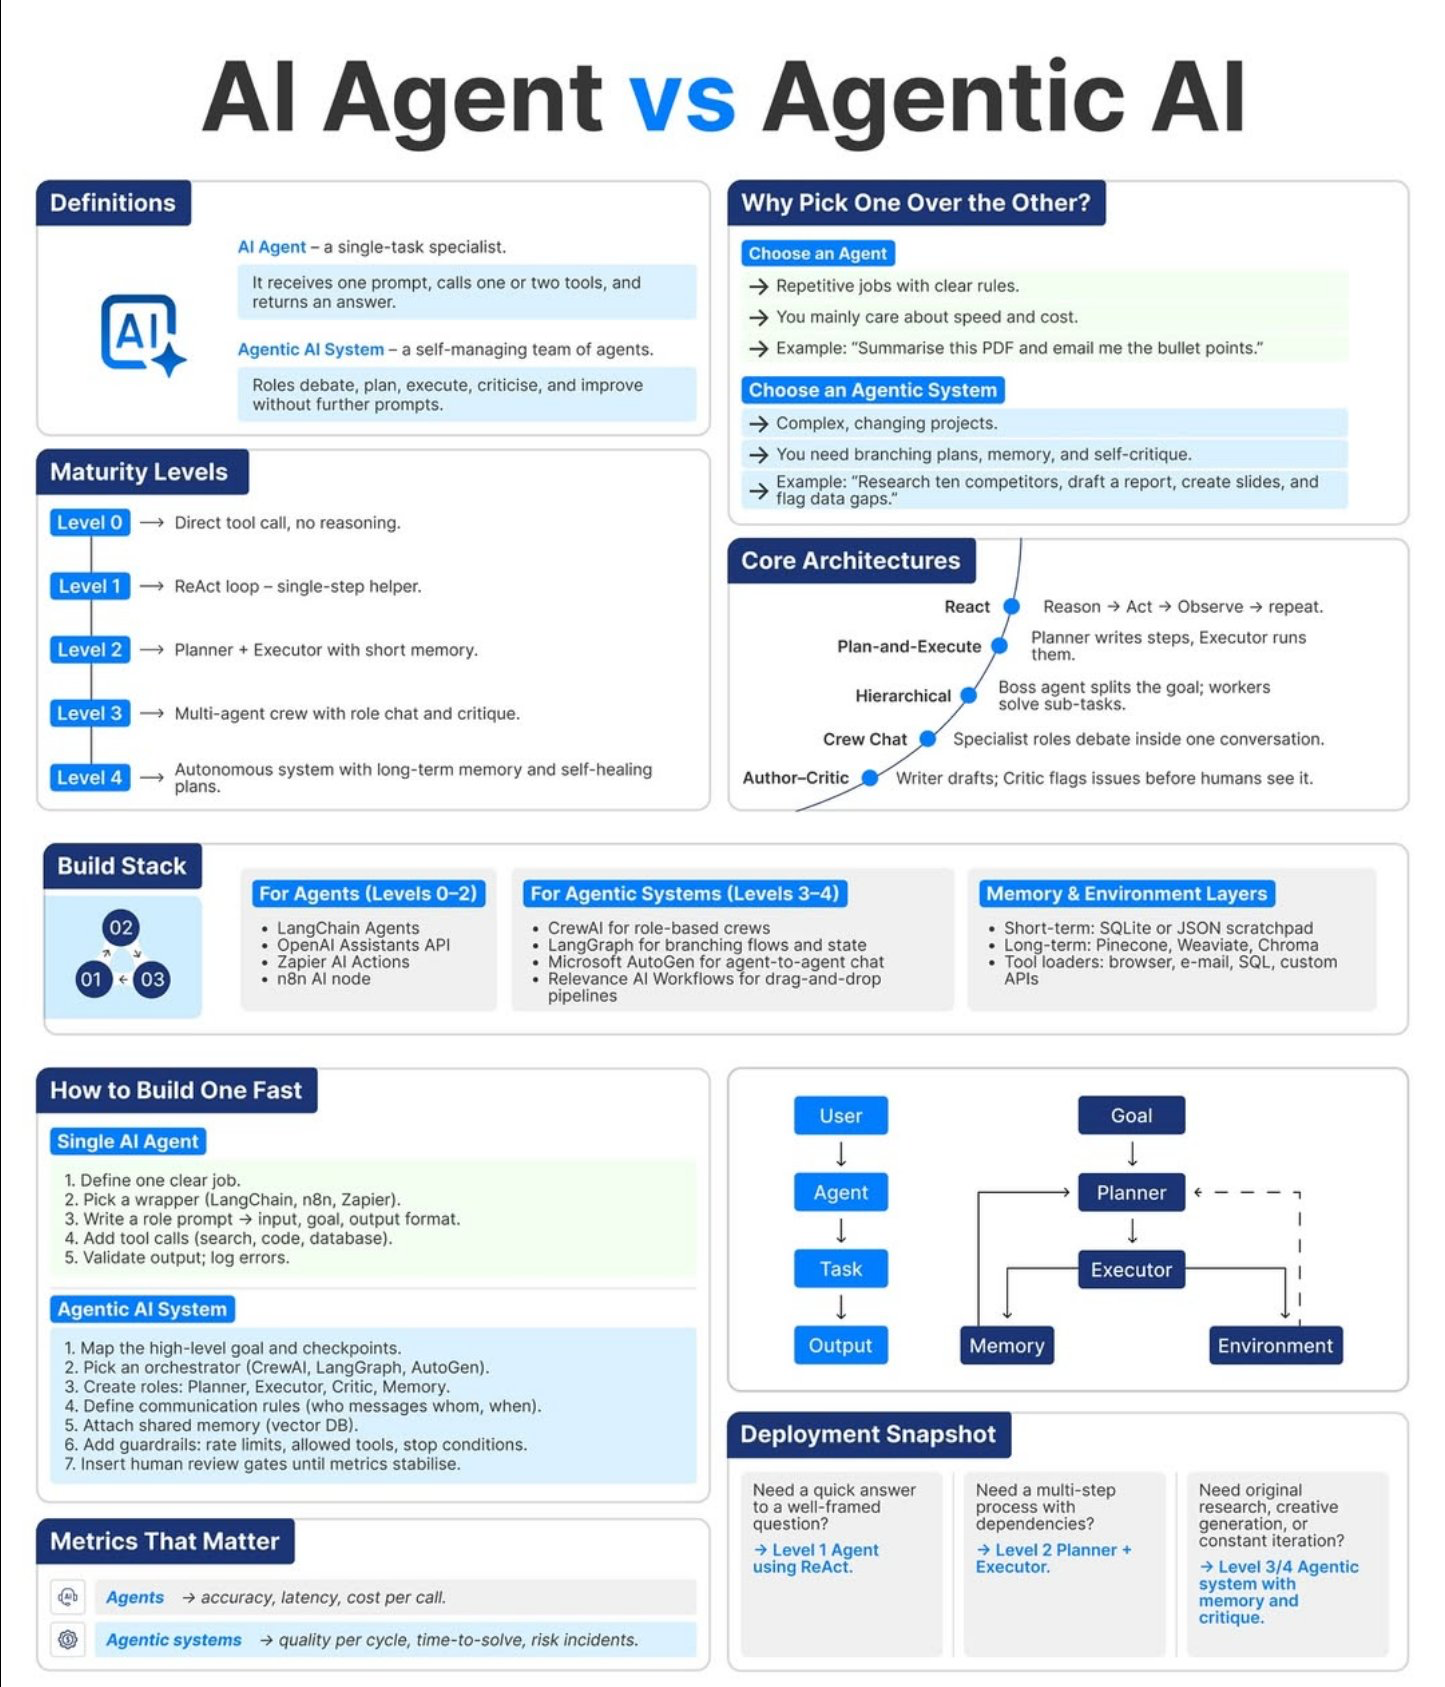 AI Agent vs Agentic AI
Definitions
AI
AI Agent – a single-task specialist.
It receives one prompt, calls one or two tools, and
returns an answer.
Agentic AI System – a self-managing team of agents.
Roles debate, plan, execute, criticise, and improve
without further prompts.
Why Pick One Over the Other?
Choose an Agent
→ Repetitive jobs with clear rules.
→ You mainly care about speed and cost.
→ Example: “Summarise this PDF and email me the bullet points.”
Choose an Agentic System
→ Complex, changing projects.
→ You need branching plans, memory, and self-critique.
→ Example: “Research ten competitors, draft a report, create slides, and
flag data gaps.”
Maturity Levels
Level 0 → Direct tool call, no reasoning.
Level 1 → ReAct loop – single-step helper.
Level 2 → Planner + Executor with short memory.
Level 3 → Multi-agent crew with role chat and critique.
Level 4 → Autonomous system with long-term memory and self-healing
plans.
Core Architectures
React Reason → Act → Observe → repeat.
Plan-and-Execute Planner writes steps, Executor runs
them.
Hierarchical Boss agent splits the goal; workers
solve sub-tasks.
Crew Chat Specialist roles debate inside one conversation.
Author–Critic Writer drafts; Critic flags issues before humans see it.
Build Stack
02
01
03
For Agents (Levels 0–2)
• LangChain Agents
• OpenAI Assistants API
• Zapier AI Actions
• n8n AI node
For Agentic Systems (Levels 3–4)
• CrewAI for role-based crews
• LangGraph for branching flows and state
• Microsoft AutoGen for agent-to-agent chat
• Relevance AI Workflows for drag-and-drop
pipelines
Memory & Environment Layers
• Short-term: SQLite or JSON scratchpad
• Long-term: Pinecone, Weaviate, Chroma
• Tool loaders: browser, e-mail, SQL, custom
APIs
How to Build One Fast
Single AI Agent
1. Define one clear job.
2. Pick a wrapper (LangChain, n8n, Zapier).
3. Write a role prompt → input, goal, output format.
4. Add tool calls (search, code, database).
5. Validate output; log errors.
Agentic AI System
1. Map the high-level goal and checkpoints.
2. Pick an orchestrator (CrewAI, LangGraph, AutoGen).
3. Create roles: Planner, Executor, Critic, Memory.
4. Define communication rules (who messages whom, when).
5. Attach shared memory (vector DB).
6. Add guardrails: rate limits, allowed tools, stop conditions.
7. Insert human review gates until metrics stabilise.
User
Agent
Task
Output
Goal
Planner
Executor
Memory
Environment
Metrics That Matter
AI
Agents → accuracy, latency, cost per call.
Agentic systems → quality per cycle, time-to-solve, risk incidents.
Deployment Snapshot
Need a quick answer
to a well-framed
question?
→ Level 1 Agent
using ReAct.
Need a multi-step
process with
dependencies?
→ Level 2 Planner +
Executor.
Need original
research, creative
generation, or
constant iteration?
→ Level 3/4 Agentic
system with
memory and
critique.